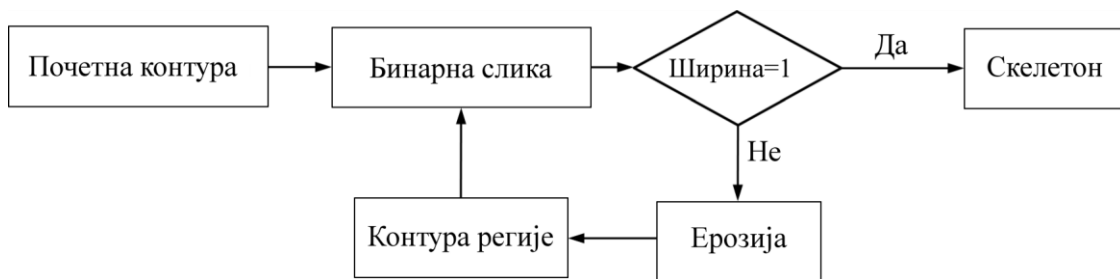 Почетна контура
Бинарна слика
Ширина=1
Да
Скелетон
Не
Контура регије
Ерозија